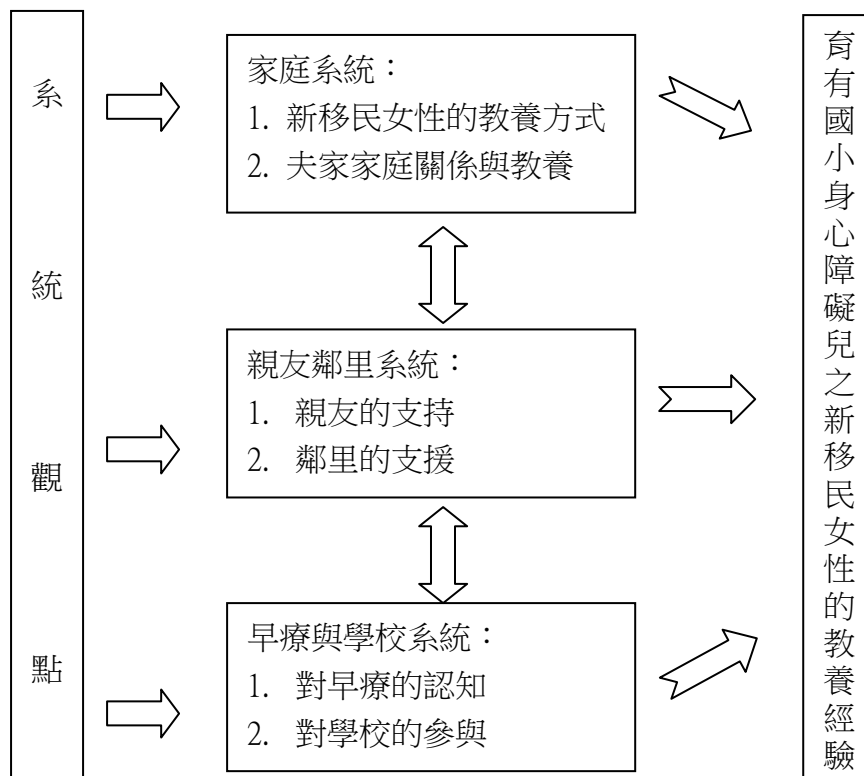 系統觀點
家庭系統：
1. 新移民女性的教養方式
2. 夫家家庭關係與教養
親友鄰里系統：
1. 親友的支持
2. 鄰里的支援
早療與學校系統：
1. 對早療的認知
2. 對學校的參與
育有國小身心障礙兒之新移民女性的教養經驗